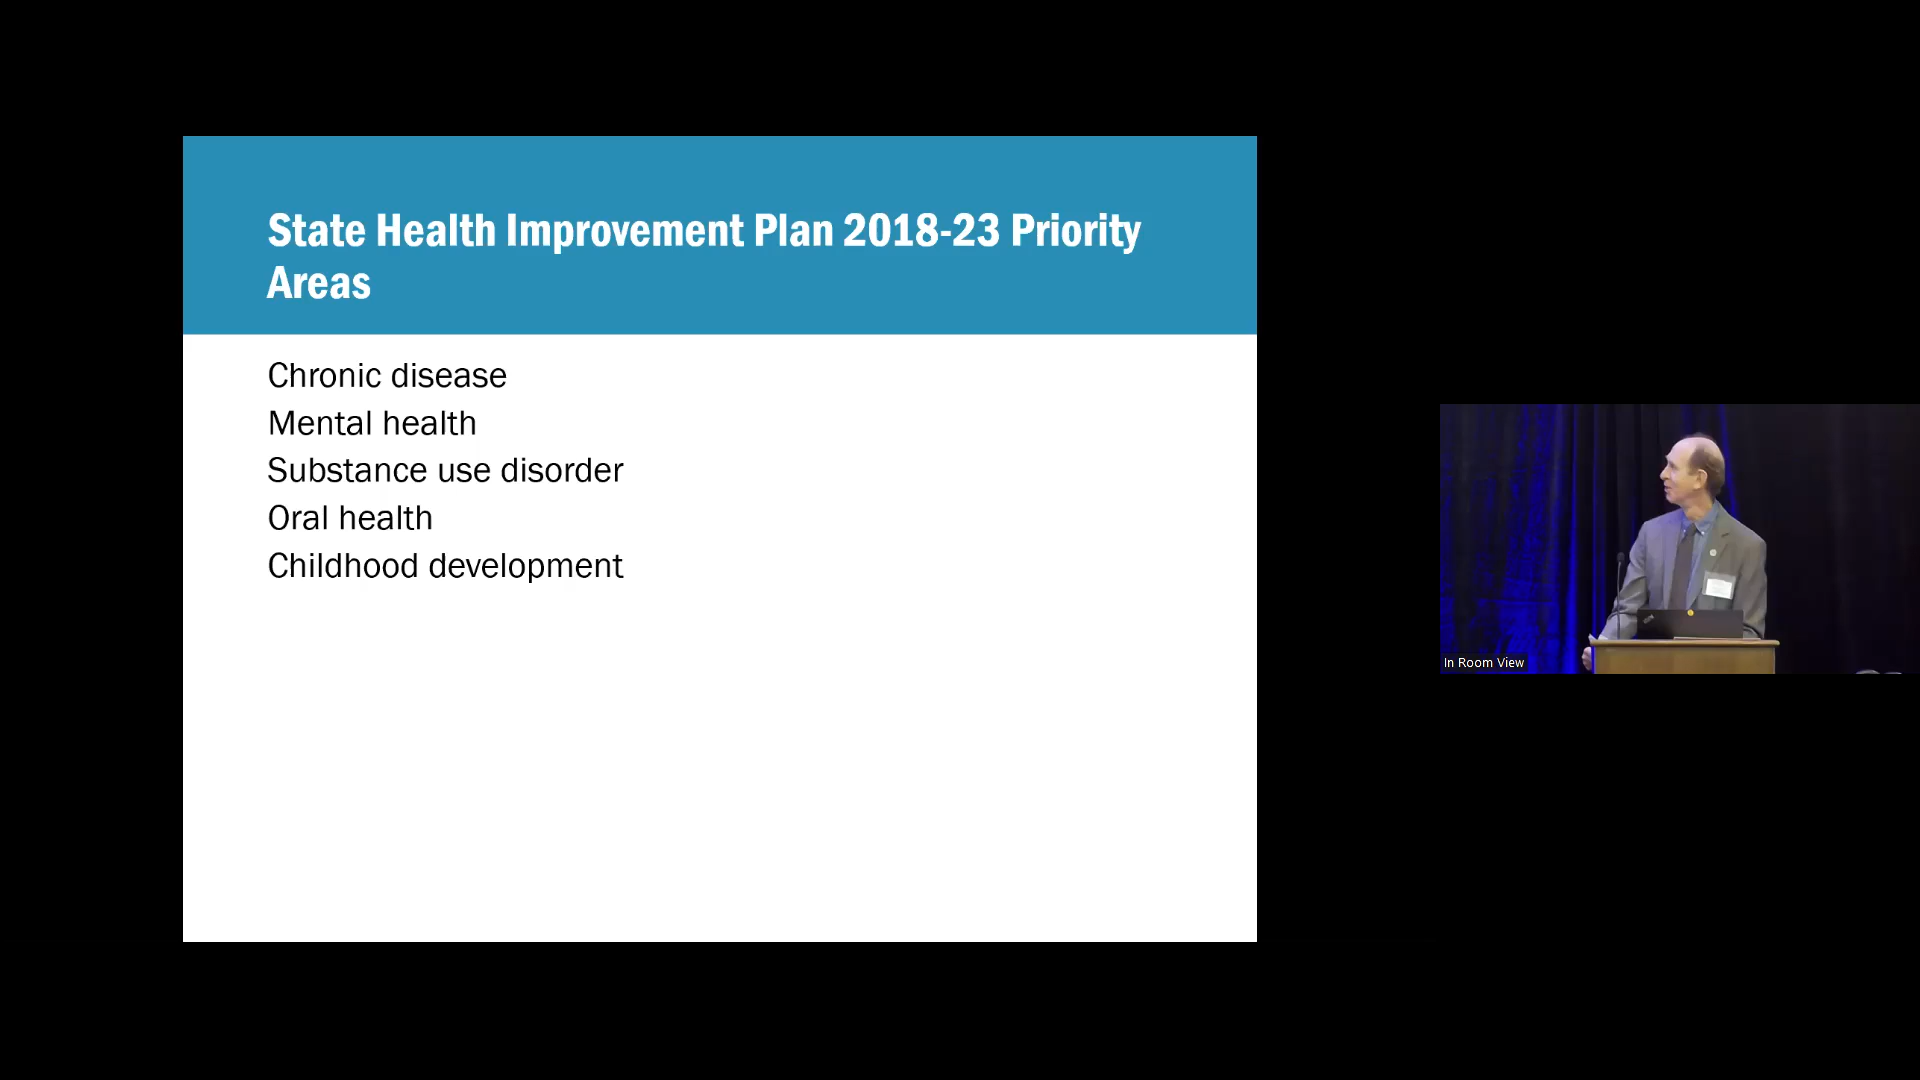 State Health Improvement Plan 2018-23 Priority
Areas
Chronic disease
Mental health
Substance use disorder
Oral health
Childhood development
In Room View